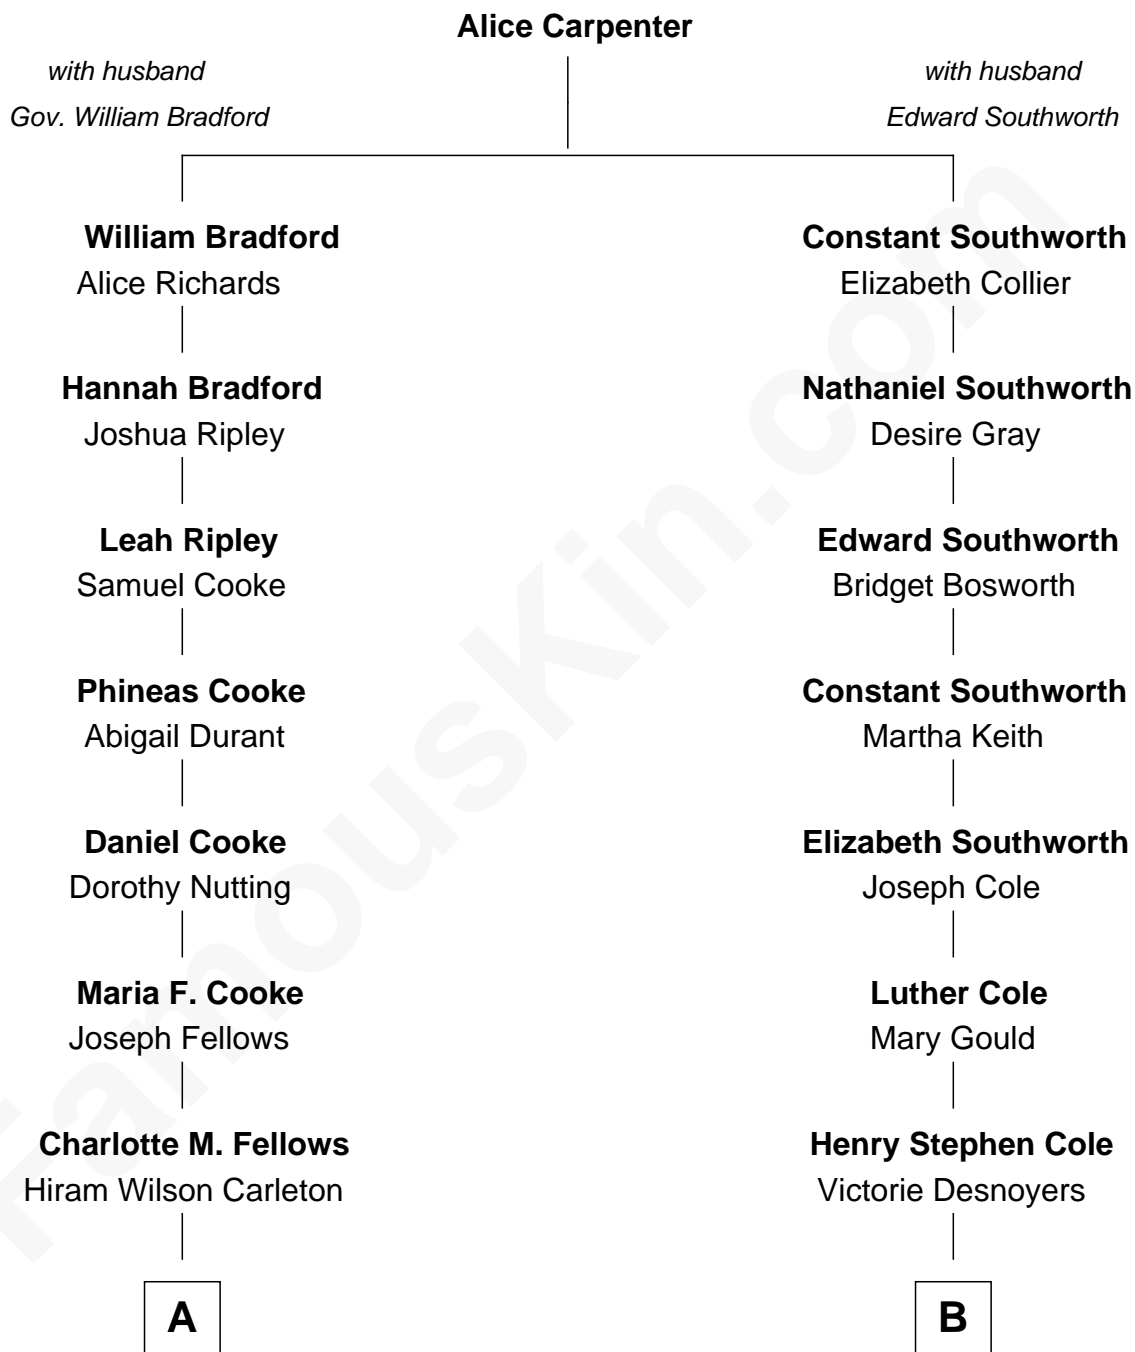 Alice Carpenter
with husband
Gov. William Bradford
with husband
Edward Southworth
William Bradford
Alice Richards
Constant Southworth
Elizabeth Collier
Hannah Bradford
Joshua Ripley
Nathaniel Southworth
Desire Gray
Leah Ripley
Samuel Cooke
Edward Southworth
Bridget Bosworth
Phineas Cooke
Abigail Durant
Constant Southworth
Martha Keith
Daniel Cooke
Dorothy Nutting
Elizabeth Southworth
Joseph Cole
Maria F. Cooke
Joseph Fellows
Luther Cole
Mary Gould
Charlotte M. Fellows
Hiram Wilson Carleton
Henry Stephen Cole
Victorie Desnoyers
A
B
FamousKin.com